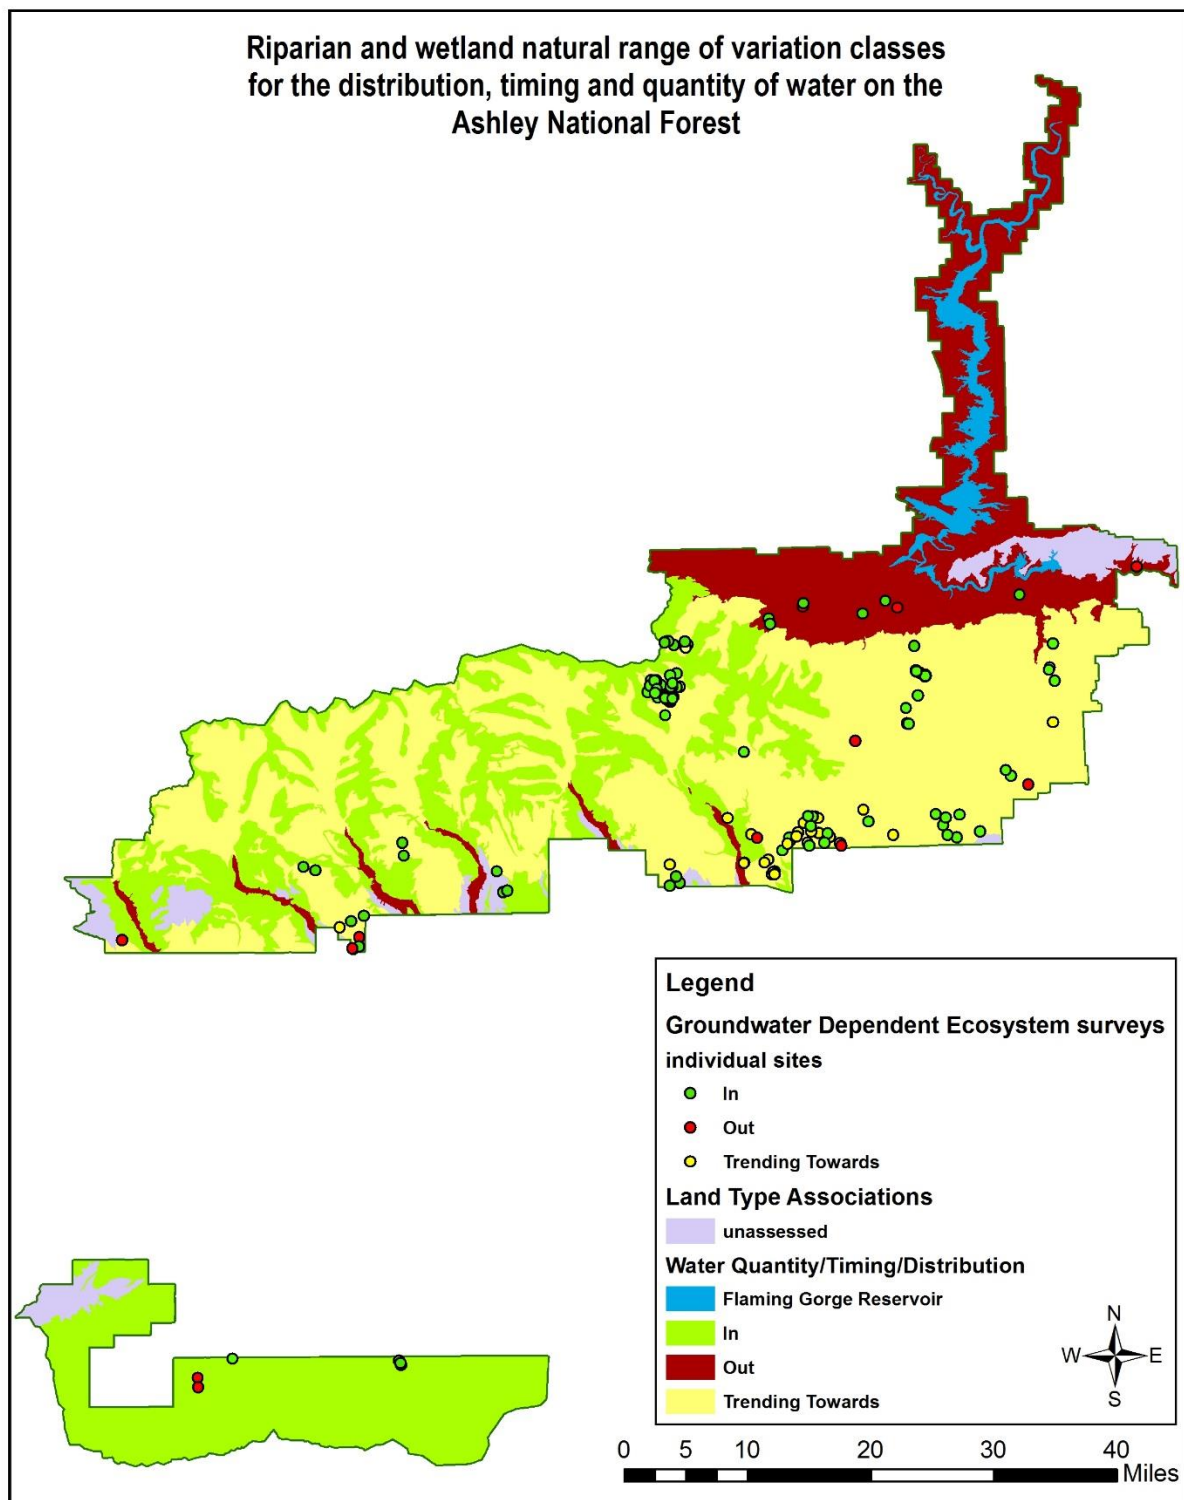 Riparian and wetland natural range of variation classes
for the distribution, timing and quantity of water on the
Ashley National Forest
Legend
Groundwater Dependent Ecosystem surveys
individual sites
In
Out
Trending Towards
Land Type Associations
unassessed
Water Quantity/Timing/Distribution
Flaming Gorge Reservoir
In
Out
Trending Towards
N
W E
S
0 5 10 20 30 40
Miles